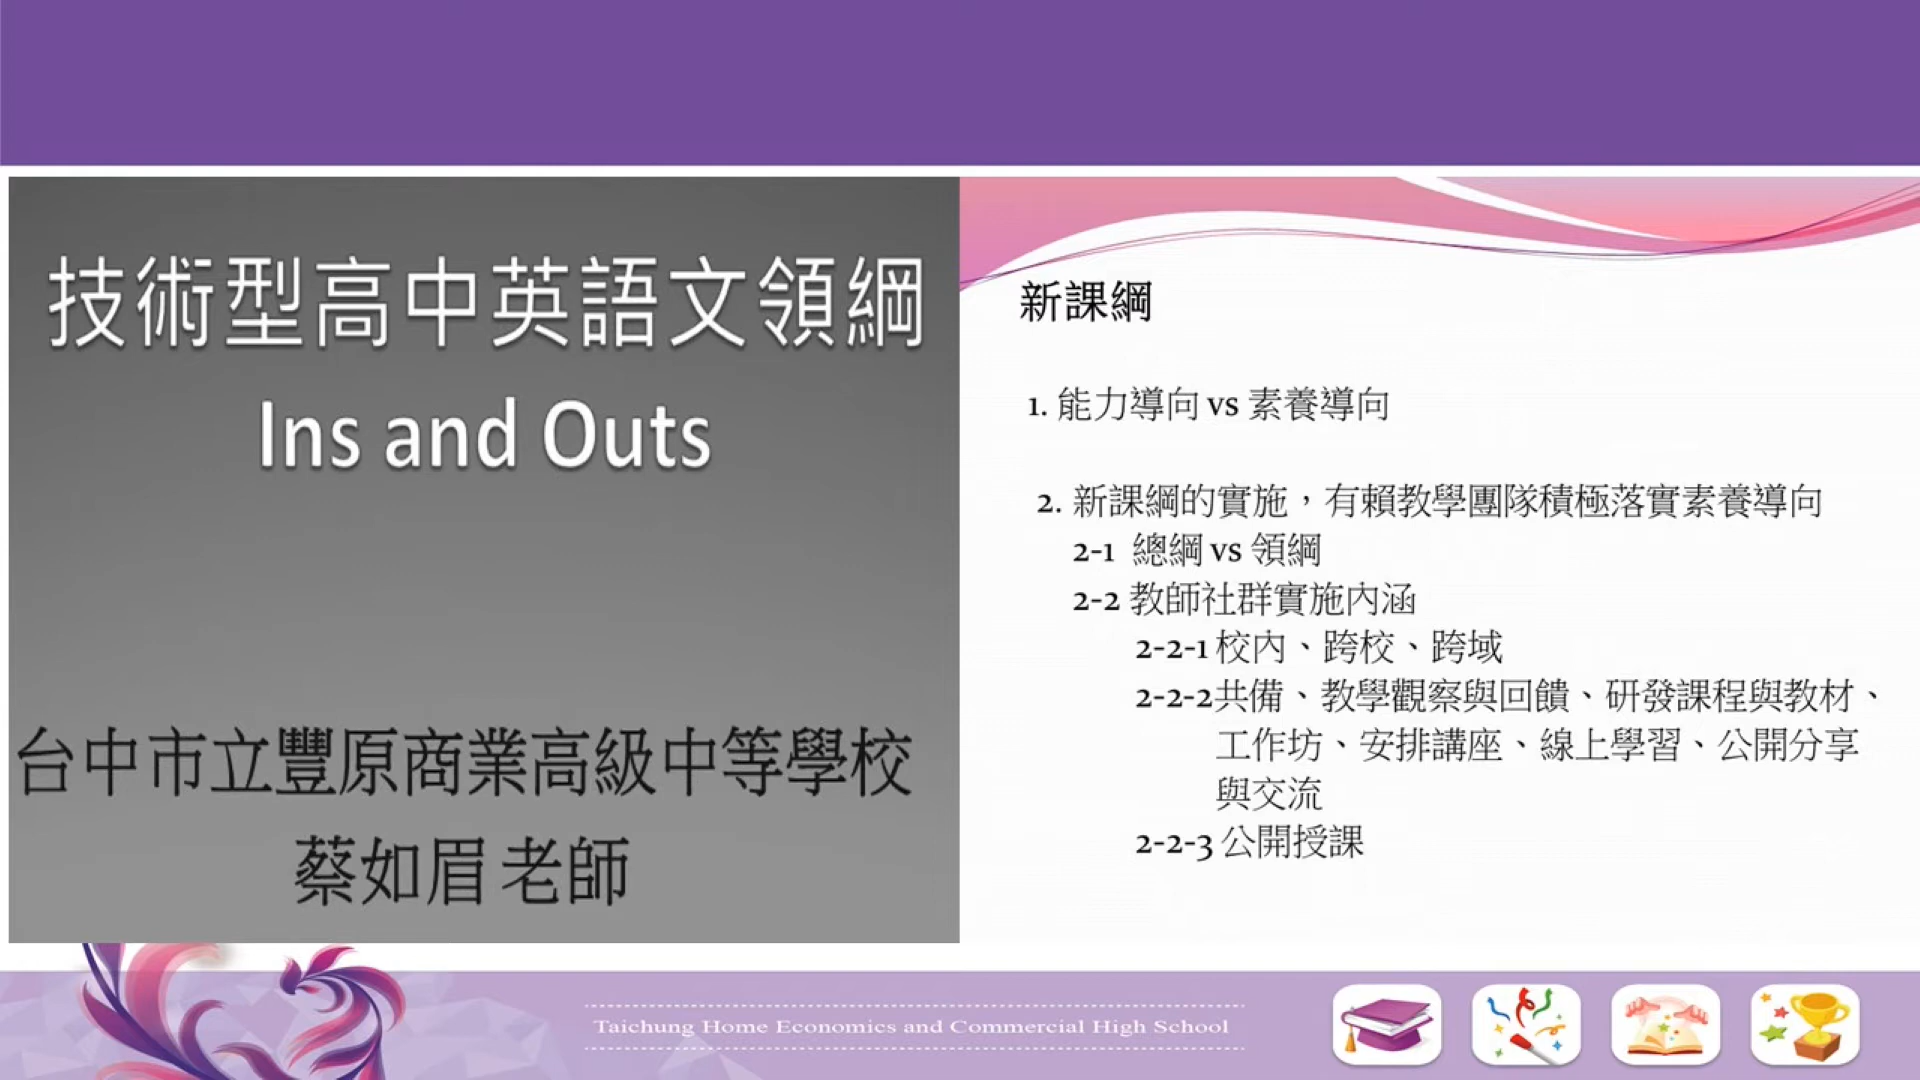 技術型高中英語文領綱
Ins and Outs
台中市立豐原商業高級中等學校
蔡如眉 老師
新課綱
1. 能力導向 vs 素養導向
2. 新課綱的實施，有賴教學團隊積極落實素養導向
2-1 總綱 vs 領綱
2-2 教師社群實施內涵
2-2-1 校內、跨校、跨域
2-2-2共備、教學觀察與回饋、研發課程與教材、
工作坊、安排講座、線上學習、公開分享
與交流
2-2-3 公開授課
Taichung Home Economics and Commercial High School